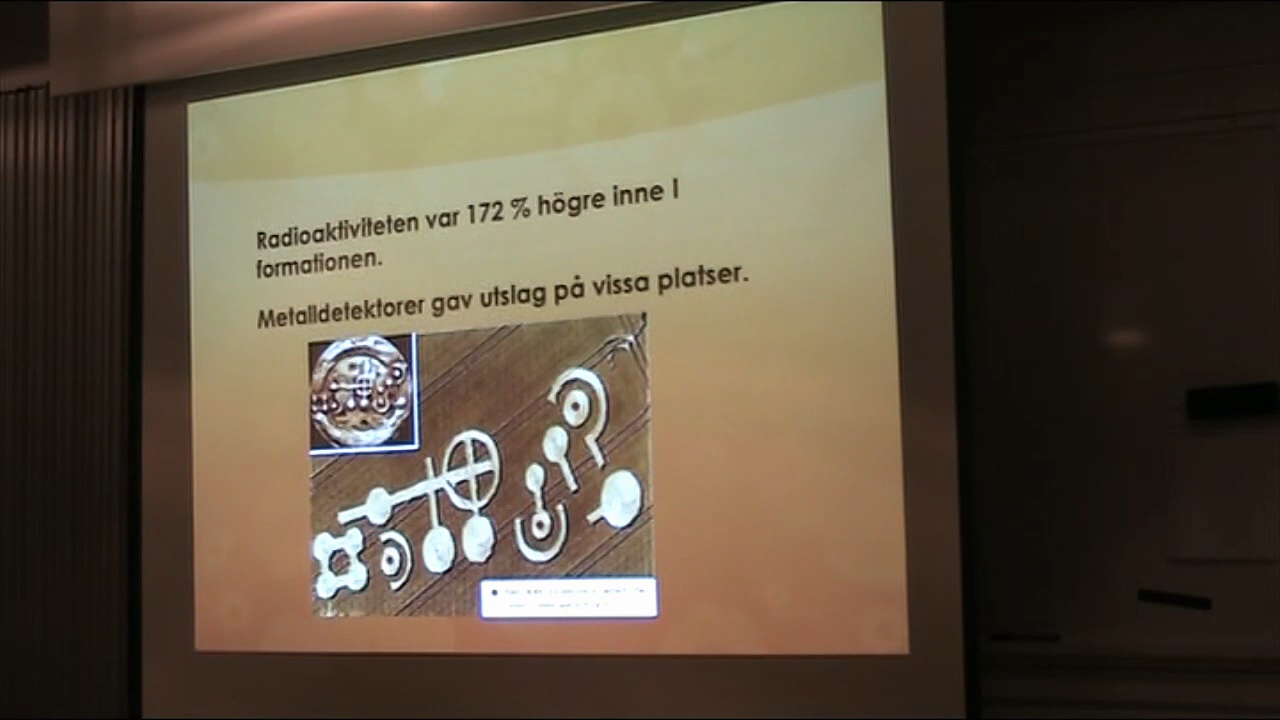 Radioaktiviteten var 172 % högre inne I
formationen.
Metalldetektorer gav utslag på vissa platser.